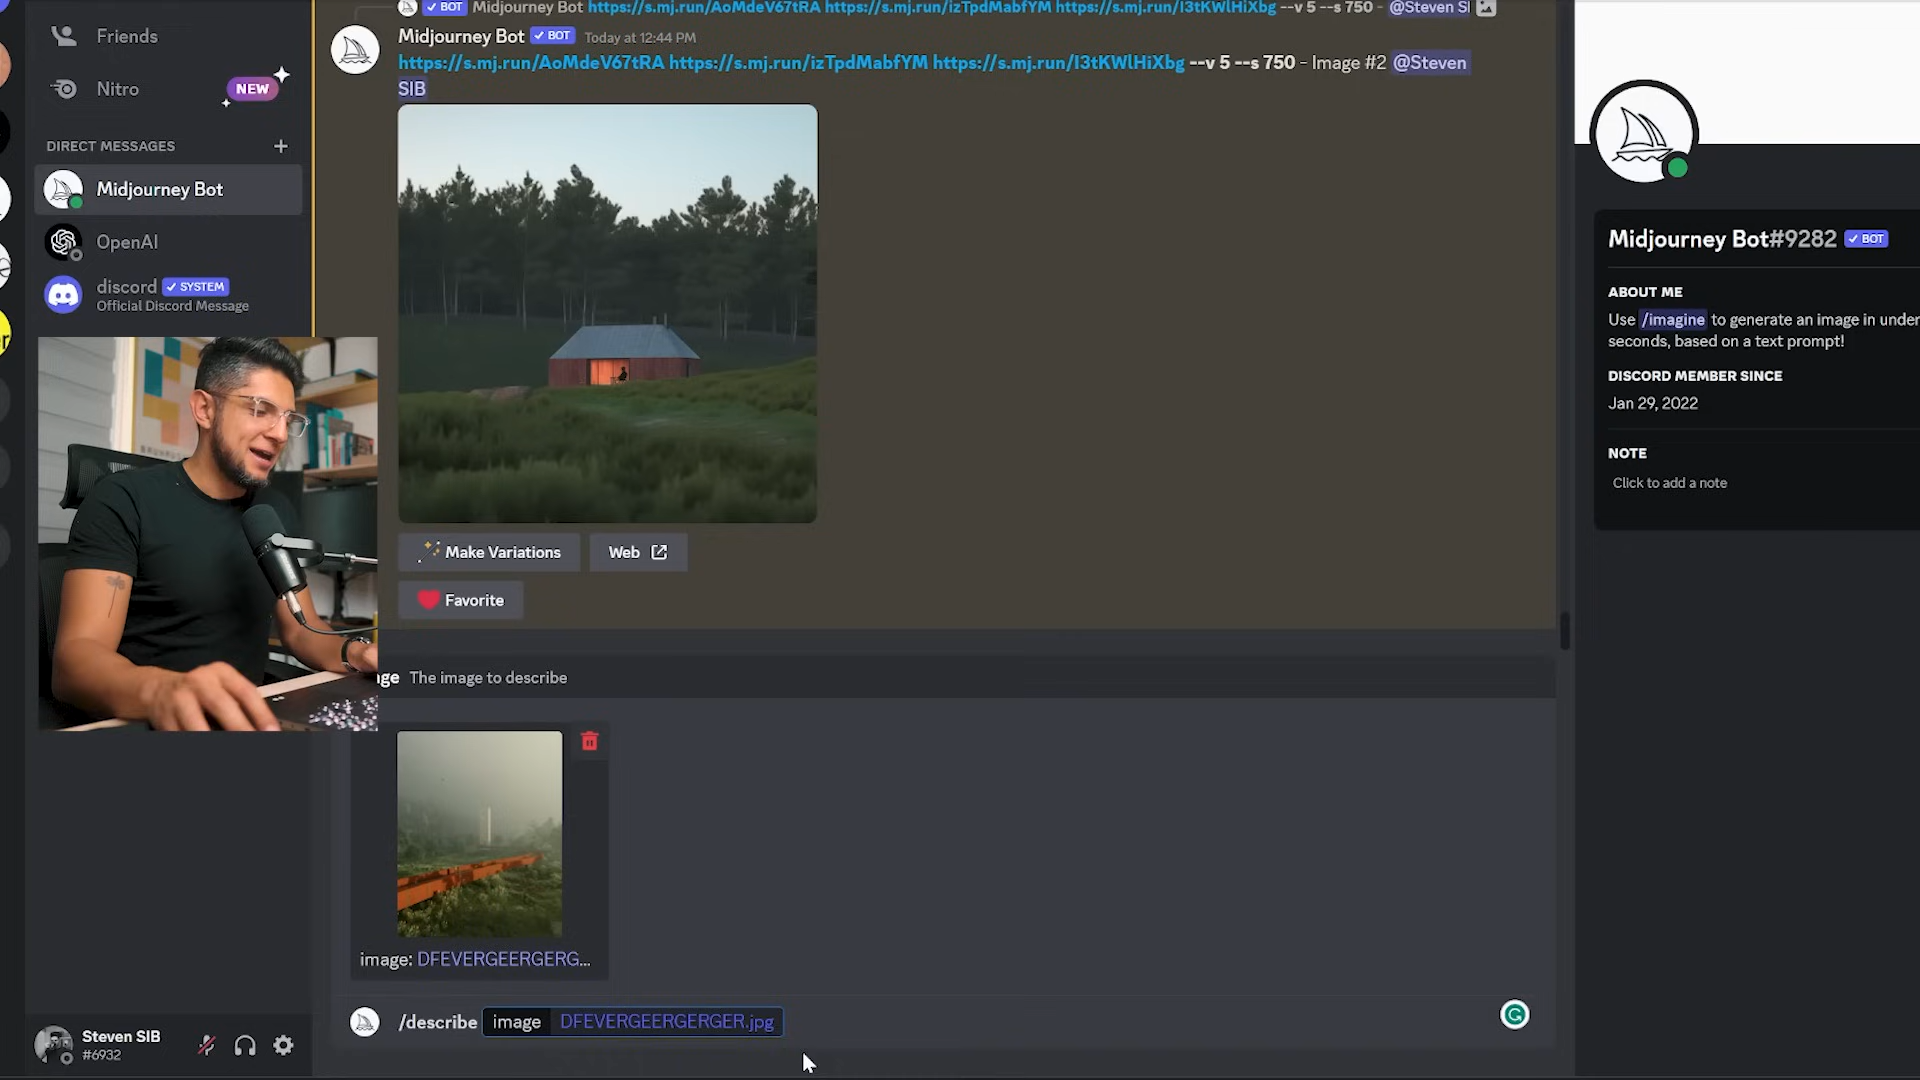 Friends
Nitro
NEW
DIRECT MESSAGES
Midjourney Bot
OpenAI
discord ✓ SYSTEM
Official Discord Message
✓ BOT Midjourney Bot https://s.mj.run/AoMdeV67tRA https://s.mj.run/izTpdMabfYM https://s.mj.run/I3tKWlHiXbg --v 5 --s 750 - @Steven SI
Midjourney Bot ✓ BOT Today at 12:44 PM
https://s.mj.run/AoMdeV67tRA https://s.mj.run/izTpdMabfYM https://s.mj.run/I3tKWlHiXbg --v 5 --s 750 - Image #2 @Steven
SIB
Make Variations
Web
Favorite
ge The image to describe
image: DFEVERGEERGERG...
/describe image DFEVERGEERGERGER.jpg
Steven SIB
#6932
Midjourney Bot#9282 ✓ BOT
ABOUT ME
Use /imagine to generate an image in under
seconds, based on a text prompt!
DISCORD MEMBER SINCE
Jan 29, 2022
NOTE
Click to add a note